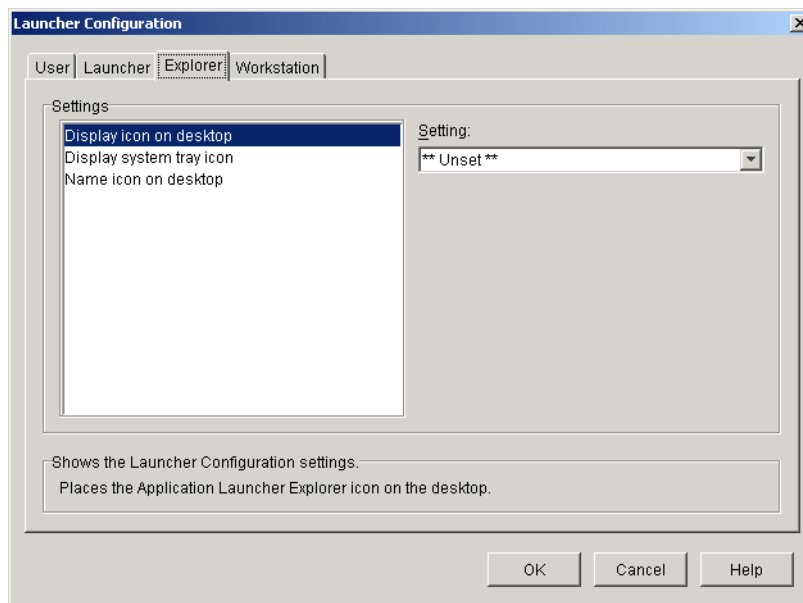 Launcher Configuration
User Launcher Explorer Workstation
Settings
Display icon on desktop
Display system tray icon
Name icon on desktop
Setting:
** Unset **
Shows the Launcher Configuration settings.
Places the Application Launcher Explorer icon on the desktop.
OK Cancel Help